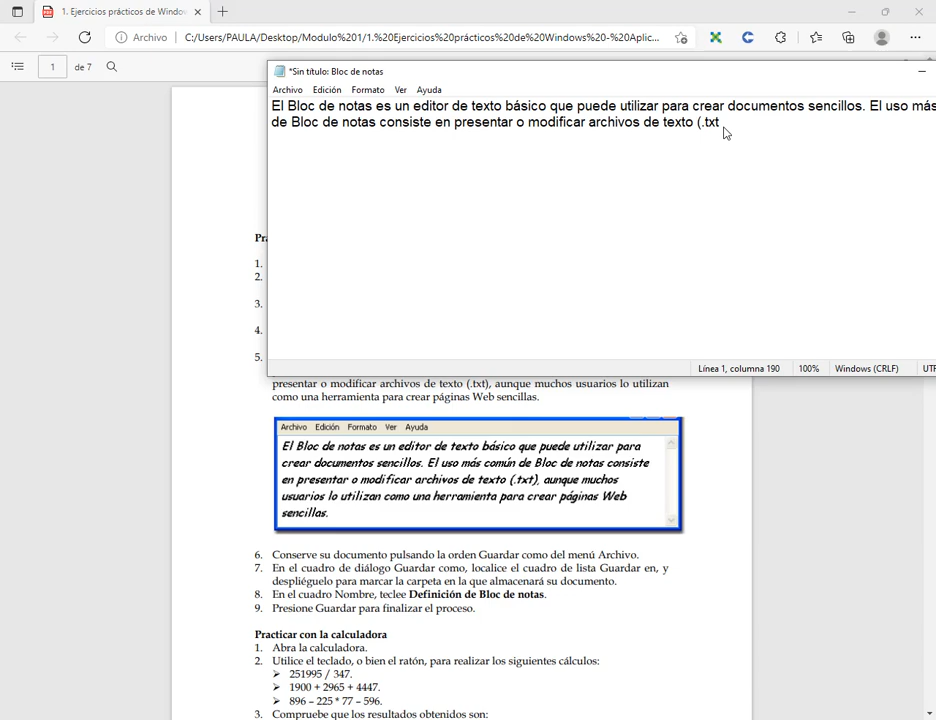 1. Ejercicios prácticos de Windo
Archivo
C:/Users/PAULA/Desktop/Modulo%201/1.%20Ejercicios%20prácticos%20de%20Windows%20-%20Aplic...
1
de 7
*Sin título: Bloc de notas
Archivo Edición Formato Ver Ayuda
El Bloc de notas es un editor de texto básico que puede utilizar para crear documentos sencillos. El uso más
de Bloc de notas consiste en presentar o modificar archivos de texto (.txt
1.
2.
3.
4.
5.
Línea 1, columna 190 100% Windows (CRLF) UTF
presentar o modificar archivos de texto (.txt), aunque muchos usuarios lo utilizan
como una herramienta para crear páginas Web sencillas.
Archivo Edición Formato Ver Ayuda
El Bloc de notas es un editor de texto básico que puede utilizar para
crear documentos sencillos. El uso más común de Bloc de notas consiste
en presentar o modificar archivos de texto (.txt), aunque muchos
usuarios lo utilizan como una herramienta para crear páginas Web
sencillas.
6. Conserve su documento pulsando la orden Guardar como del menú Archivo.
7. En el cuadro de diálogo Guardar como, localice el cuadro de lista Guardar en, y
despliéguelo para marcar la carpeta en la que almacenará su documento.
8. En el cuadro Nombre, teclee Definición de Bloc de notas.
9. Presione Guardar para finalizar el proceso.
Practicar con la calculadora
1. Abra la calculadora.
2. Utilice el teclado, o bien el ratón, para realizar los siguientes cálculos:
➢ 251995 / 347.
➢ 1900 + 2965 + 4447.
➢ 896 – 225 * 77 – 596.
3. Compruebe que los resultados obtenidos son: